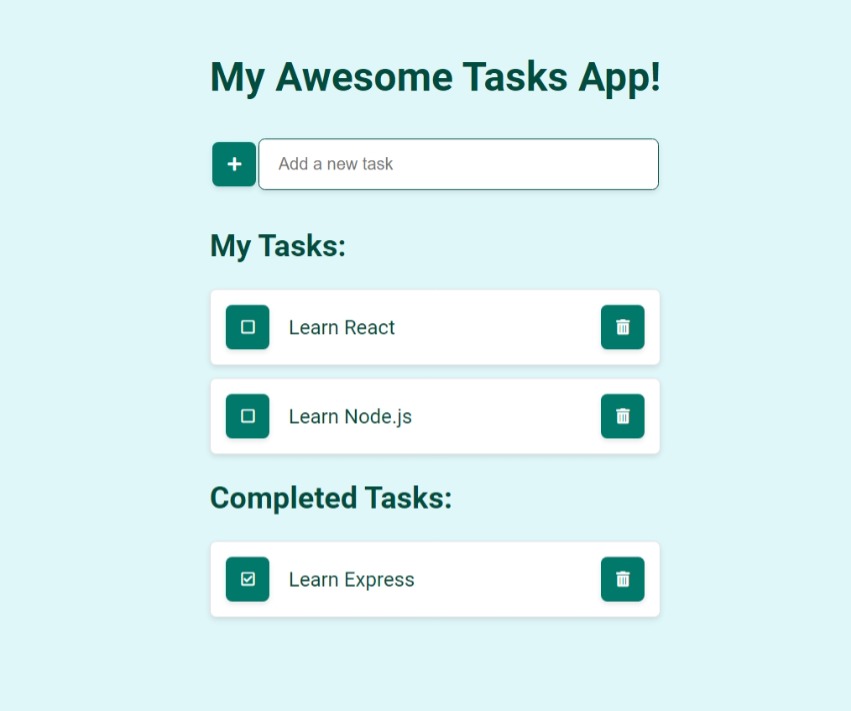 My Awesome Tasks App!
Add a new task
My Tasks:
Learn React
Learn Node.js
Completed Tasks:
Learn Express